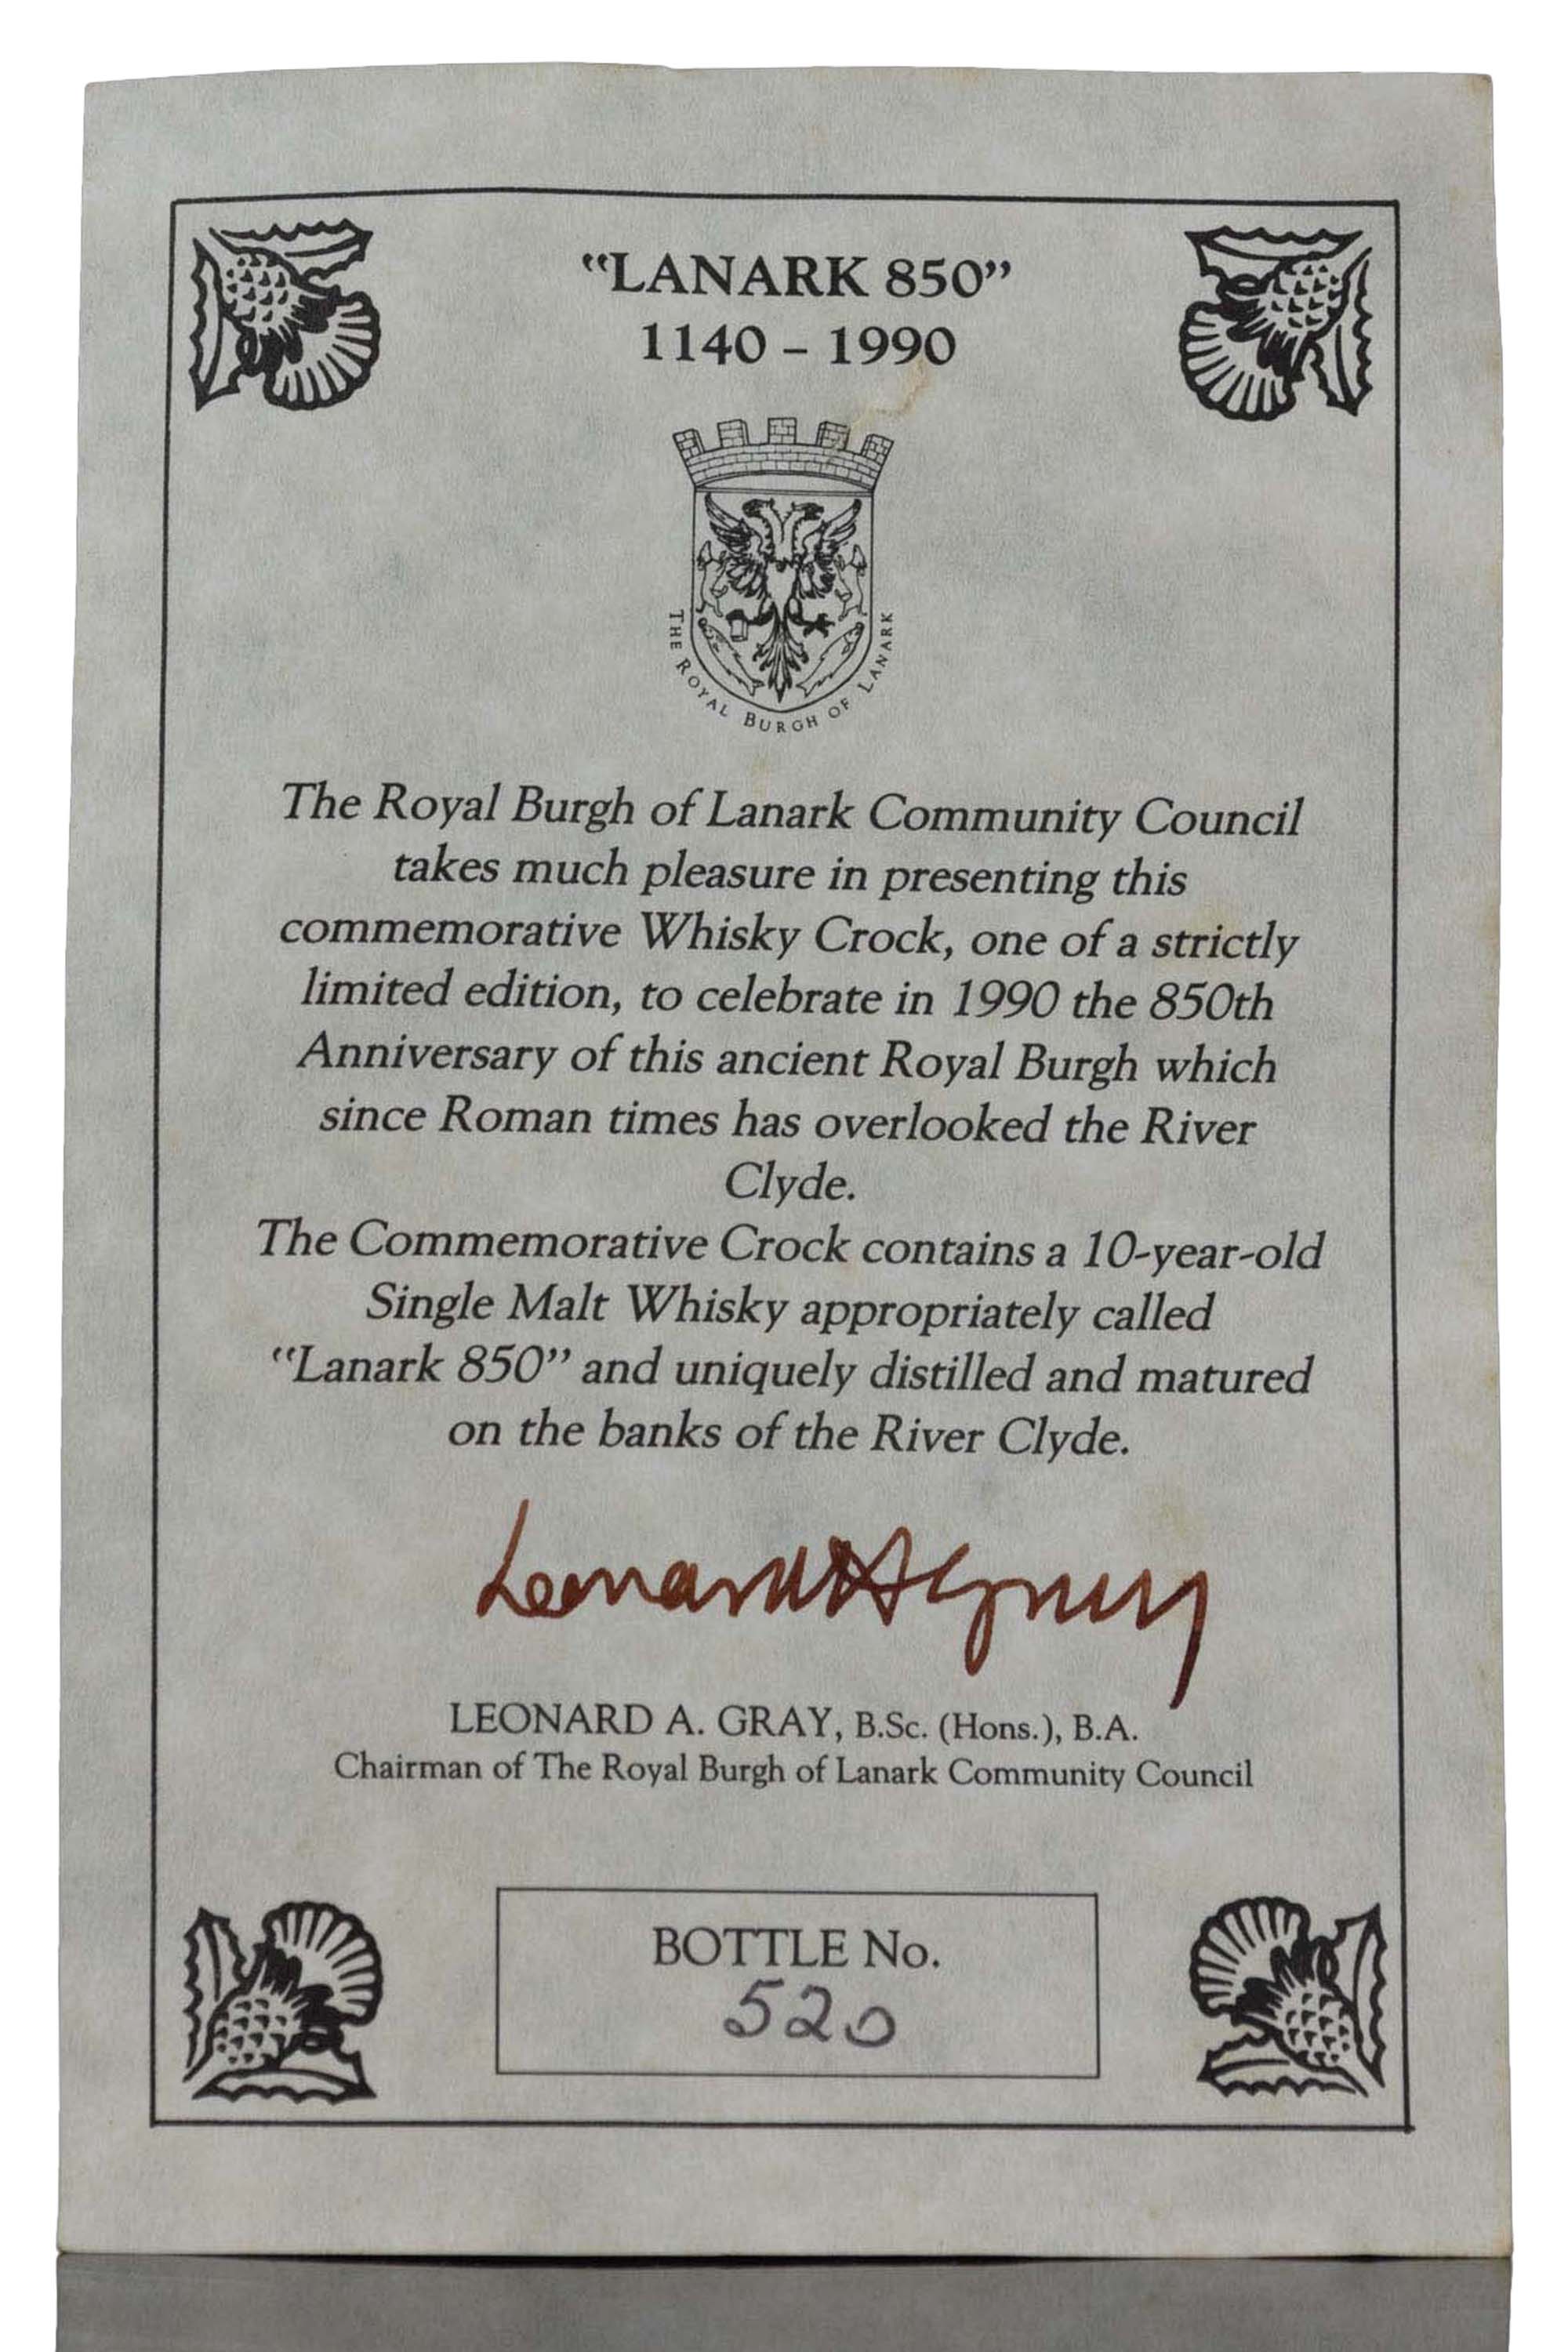 “LANARK 850”
1140 – 1990
THE ROYAL BURGH OF LANARK
The Royal Burgh of Lanark Community Council
takes much pleasure in presenting this
commemorative Whisky Crock, one of a strictly
limited edition, to celebrate in 1990 the 850th
Anniversary of this ancient Royal Burgh which
since Roman times has overlooked the River
Clyde.
The Commemorative Crock contains a 10-year-old
Single Malt Whisky appropriately called
“Lanark 850” and uniquely distilled and matured
on the banks of the River Clyde.
Leonard A Gray
LEONARD A. GRAY, B.Sc. (Hons.), B.A.
Chairman of The Royal Burgh of Lanark Community Council
BOTTLE No.
520